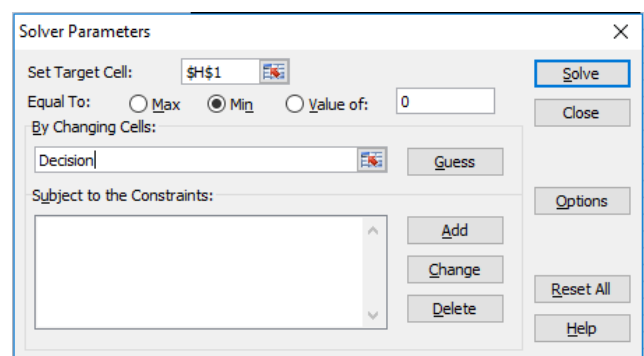 Solver Parameters
Set Target Cell: $H$1 Solve
Equal To: Max Min Value of: 0 Close
By Changing Cells:
Decision Guess
Subject to the Constraints: Options
Add
Change
Reset All
Delete
Help